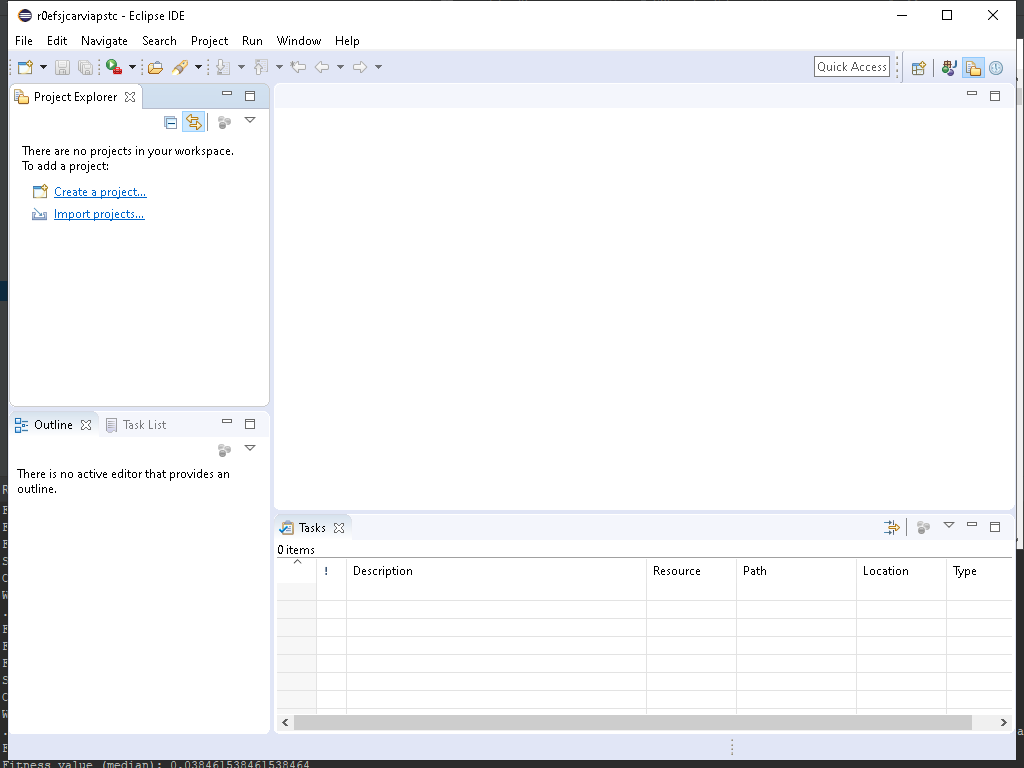 r0efsjcarviapstc - Eclipse IDE
File Edit Navigate Search Project Run Window Help
Quick Access
Project Explorer
There are no projects in your workspace.
To add a project:
Create a project...
Import projects...
Outline Task List
There is no active editor that provides an
outline.
Tasks
0 items
! Description Resource Path Location Type
Fitness value (median): 0.038461538461538464